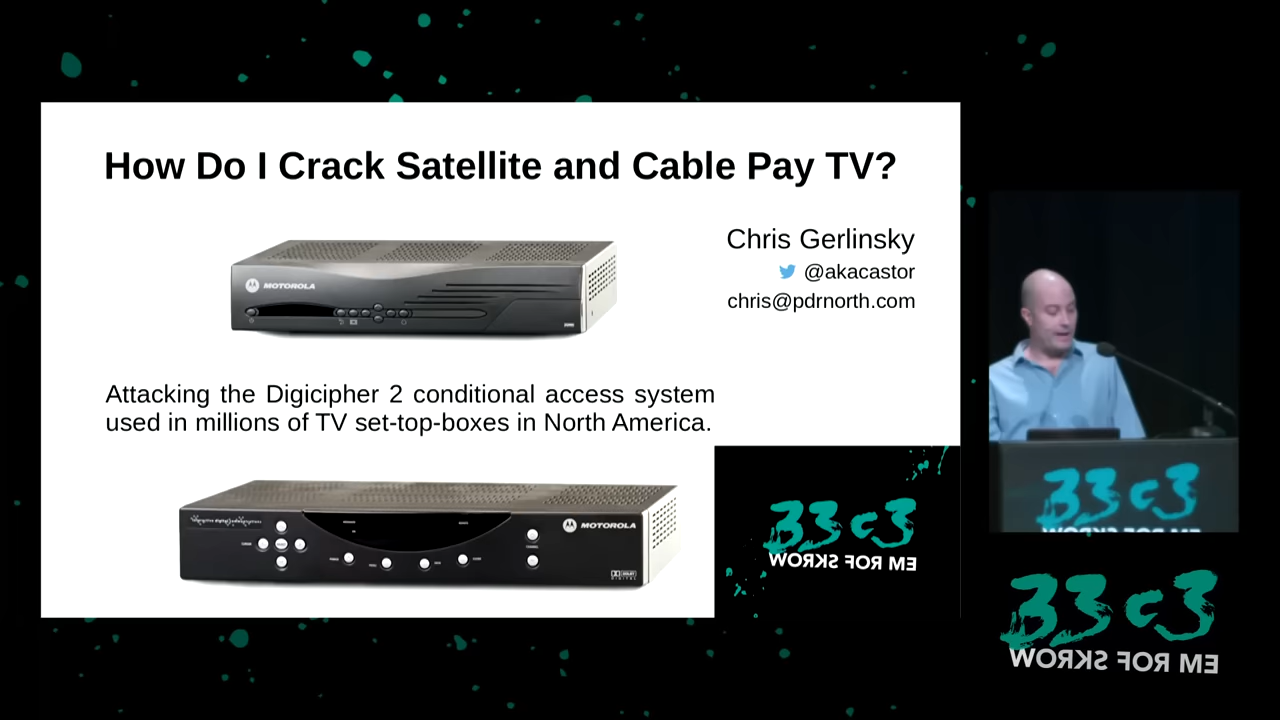 How Do I Crack Satellite and Cable Pay TV?
Chris Gerlinsky
@akacastor
chris@pdrnorth.com
MOTOROLA
Attacking the Digicipher 2 conditional access system
used in millions of TV set-top-boxes in North America.
MOTOROLA
DOLBY
DIGITAL
33c3
WORKS FOR ME
33c3
WORKS FOR ME
33c3
WORKS FOR ME